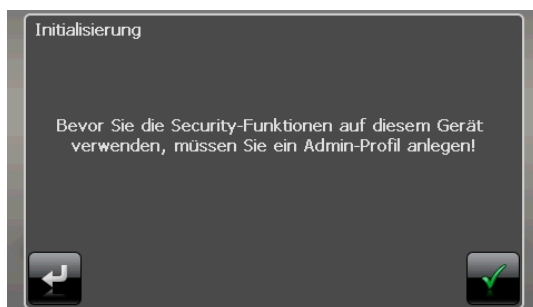 Initialisierung
Bevor Sie die Security-Funktionen auf diesem Gerät
verwenden, müssen Sie ein Admin-Profil anlegen!